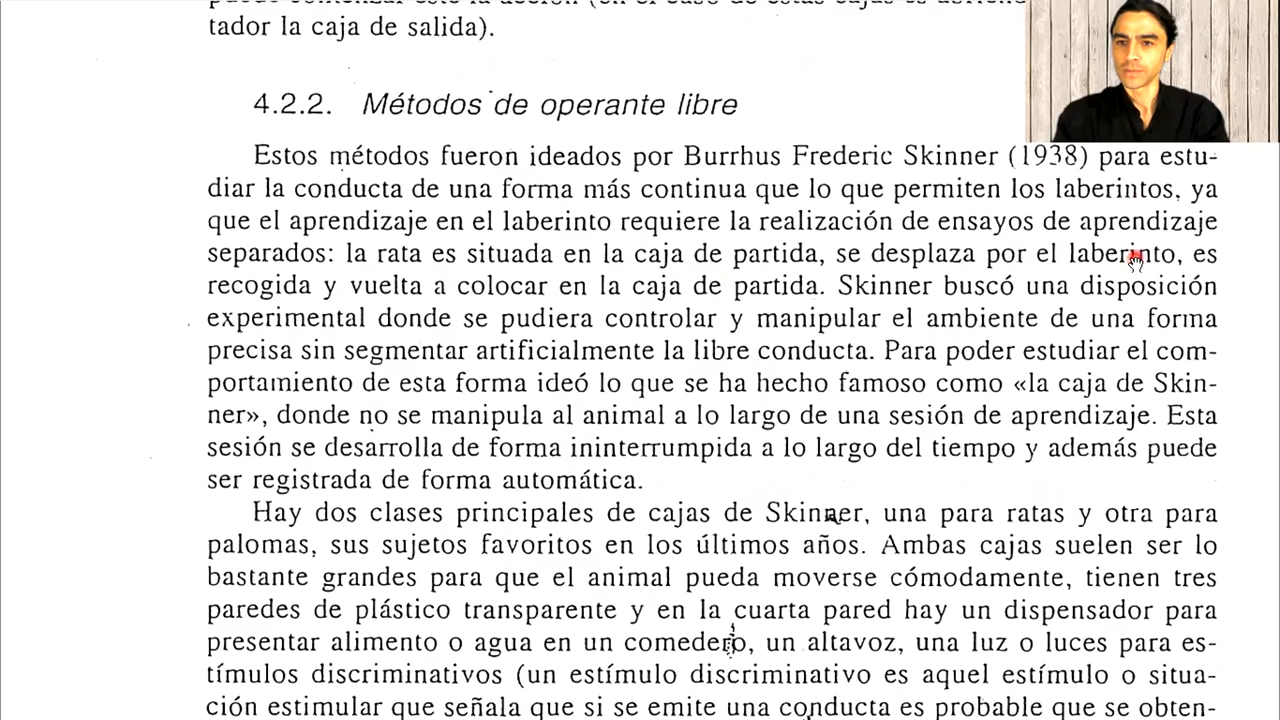 tador la caja de salida).
4.2.2. Métodos de operante libre
Estos métodos fueron ideados por Burrhus Frederic Skinner (1938) para estu-
diar la conducta de una forma más continua que lo que permiten los laberintos, ya
que el aprendizaje en el laberinto requiere la realización de ensayos de aprendizaje
separados: la rata es situada en la caja de partida, se desplaza por el laberinto, es
recogida y vuelta a colocar en la caja de partida. Skinner buscó una disposición
experimental donde se pudiera controlar y manipular el ambiente de una forma
precisa sin segmentar artificialmente la libre conducta. Para poder estudiar el com-
portamiento de esta forma ideó lo que se ha hecho famoso como «la caja de Skin-
ner», donde no se manipula al animal a lo largo de una sesión de aprendizaje. Esta
sesión se desarrolla de forma ininterrumpida a lo largo del tiempo y además puede
ser registrada de forma automática.
Hay dos clases principales de cajas de Skinner, una para ratas y otra para
palomas, sus sujetos favoritos en los últimos años. Ambas cajas suelen ser lo
bastante grandes para que el animal pueda moverse cómodamente, tienen tres
paredes de plástico transparente y en la cuarta pared hay un dispensador para
presentar alimento o agua en un comedero, un altavoz, una luz o luces para es-
tímulos discriminativos (un estímulo discriminativo es aquel estímulo o situa-
ción estimular que señala que si se emite una conducta es probable que se obten-